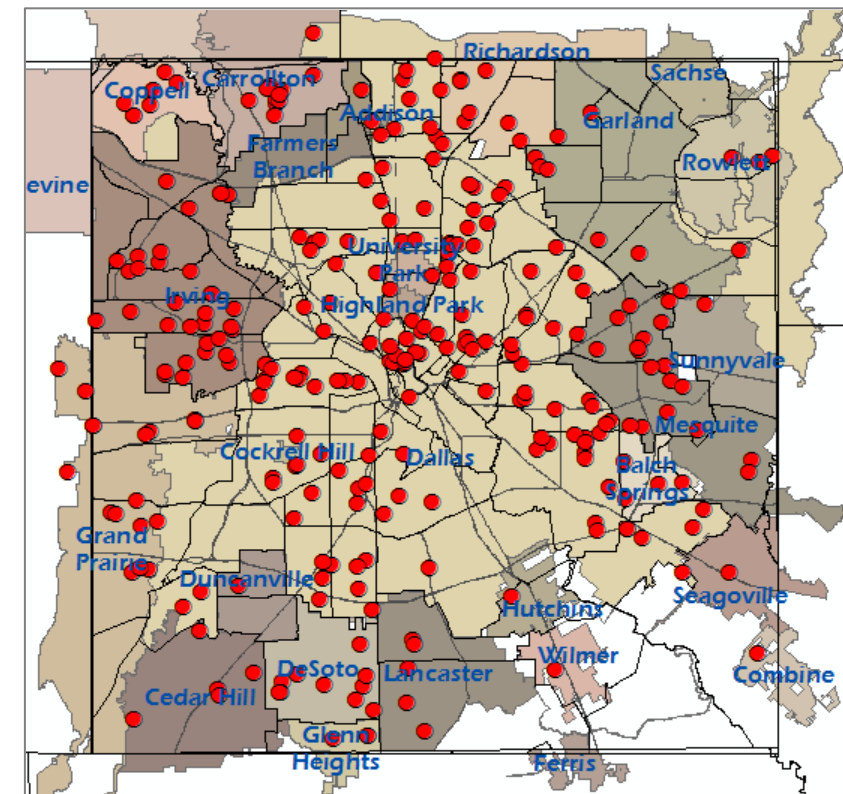 Richardson
Sachse
Carrollton
Coppell
Addison
Garland
Farmers
Branch
Rowlett
evine
University
Park
Irving
Highland Park
Sunnyvale
Mesquite
Cockrell Hill
Dallas
Balch
Springs
Grand
Prairie
Duncanville
Hutchins
Seagoville
Wilmer
DeSoto
Lancaster
Combine
Cedar Hill
Glenn
Heights
Ferris